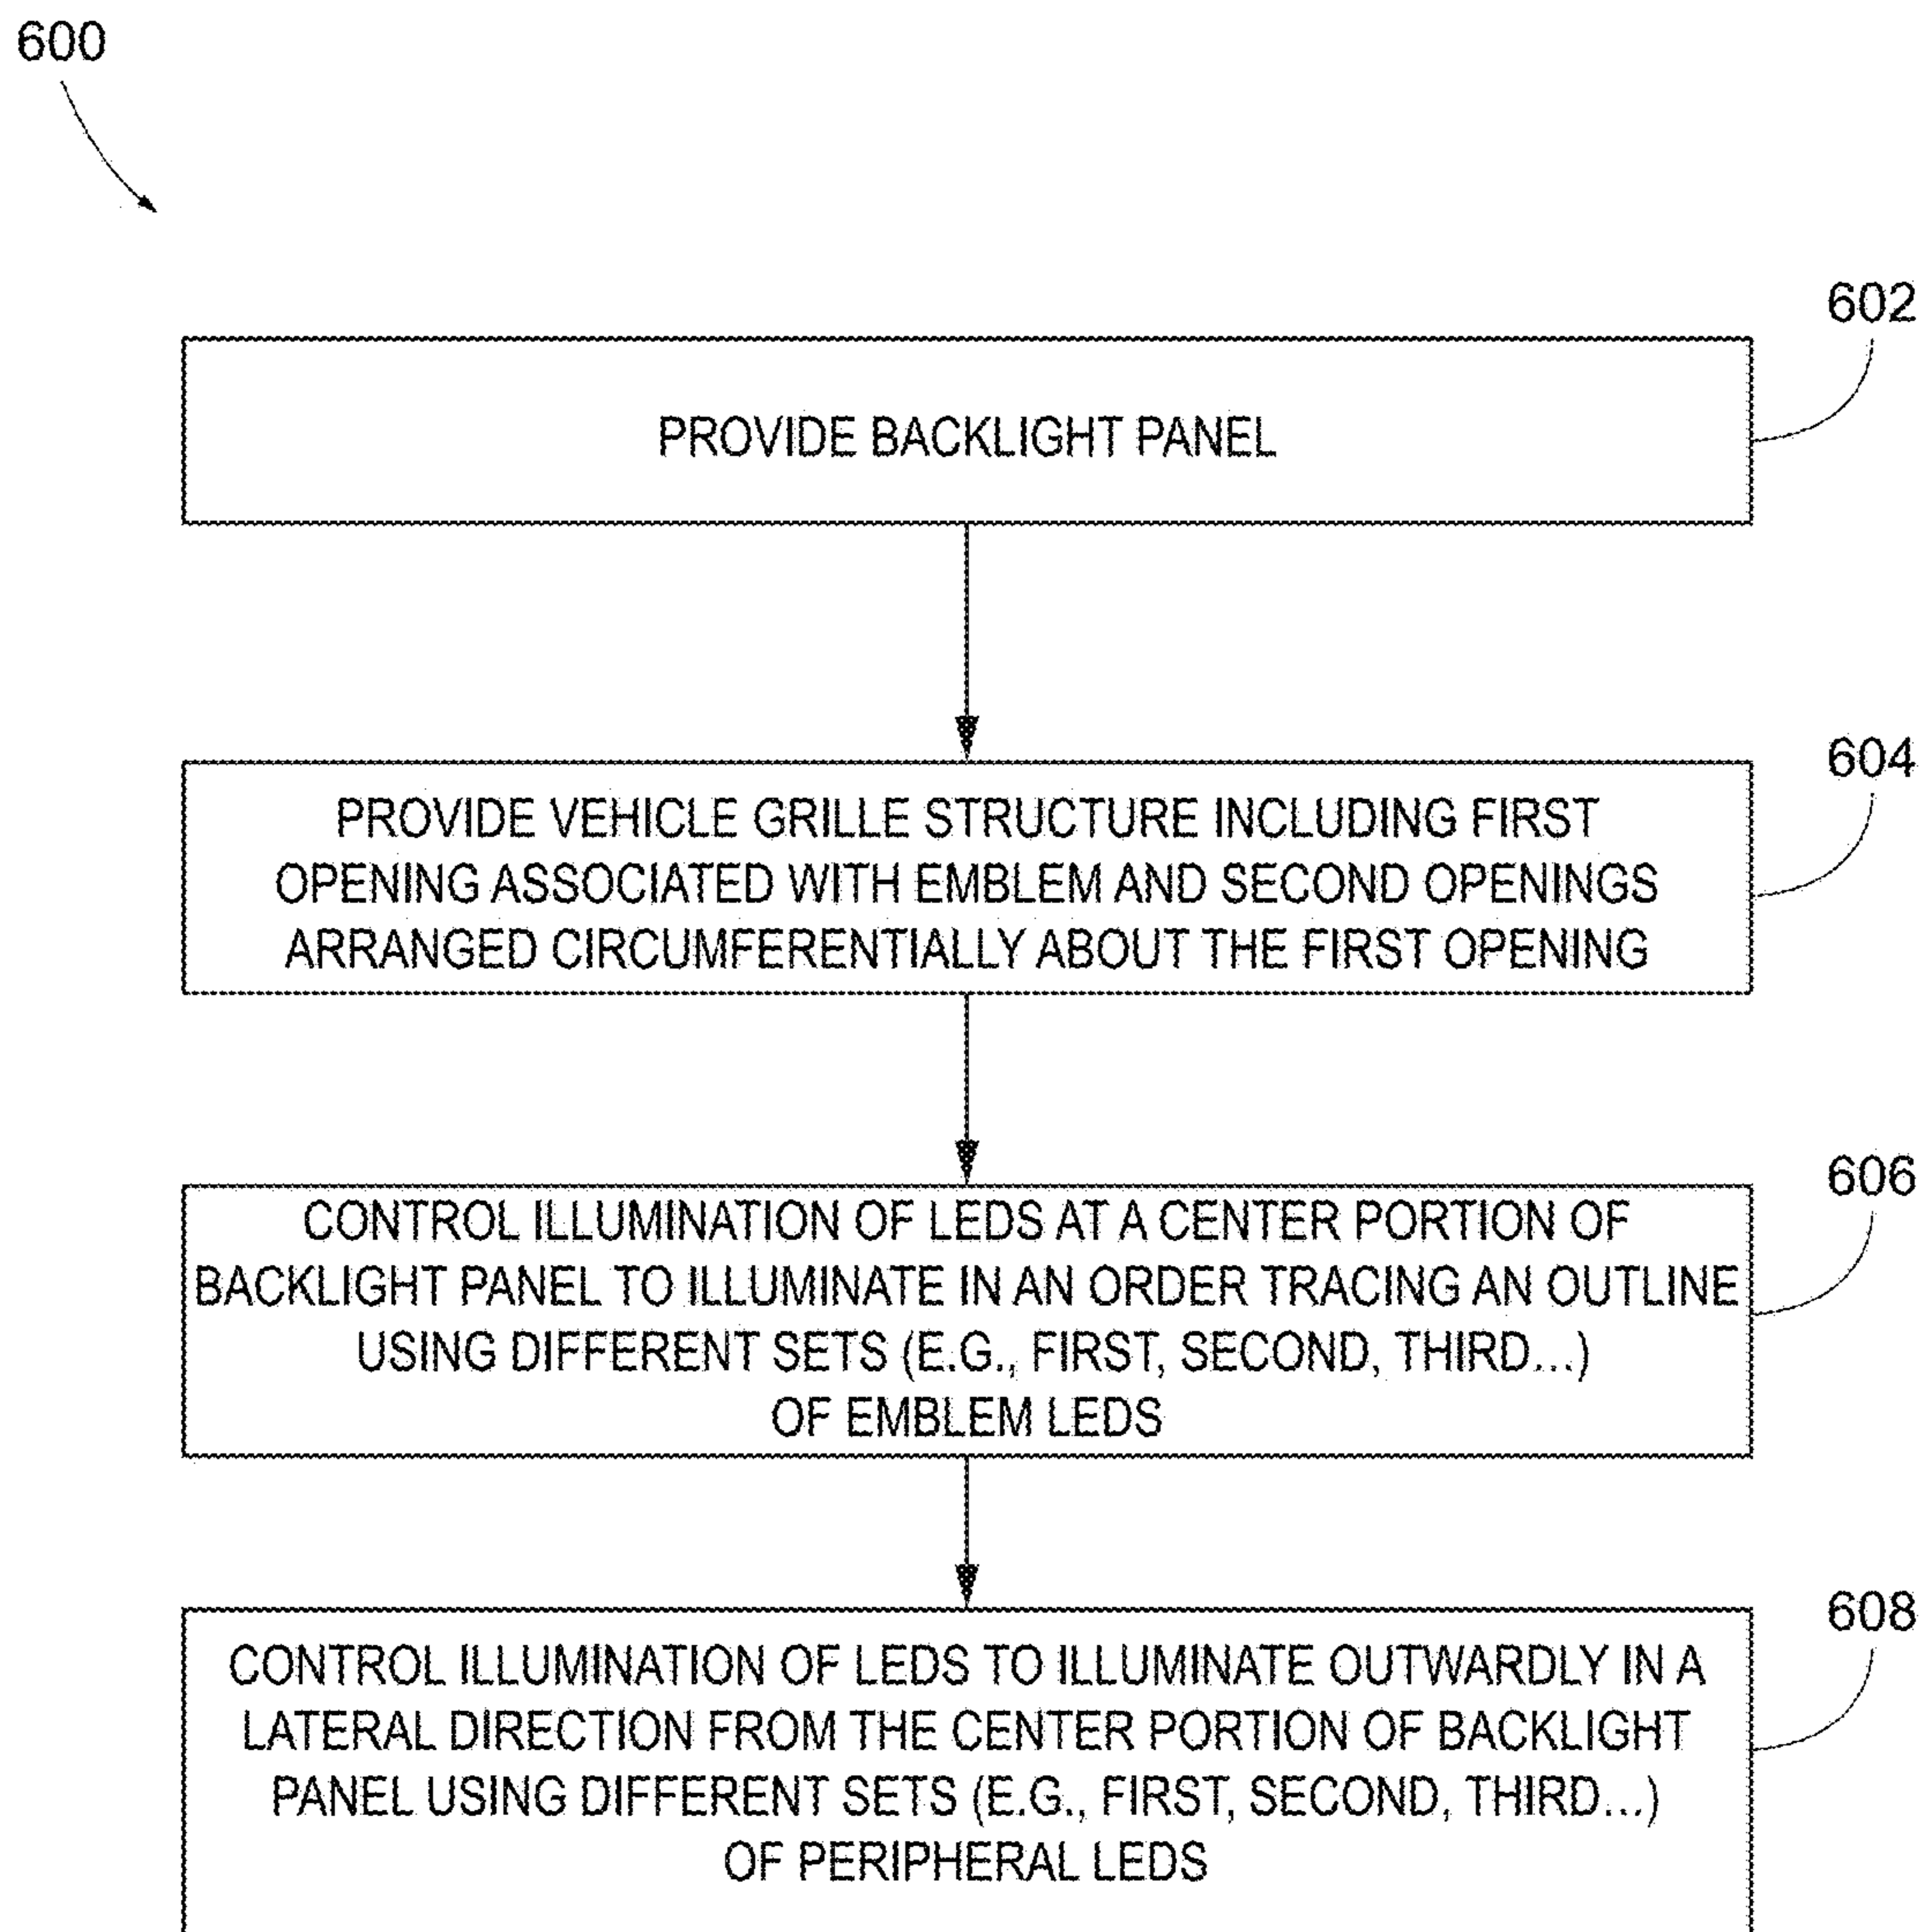 600
602
PROVIDE BACKLIGHT PANEL
604
PROVIDE VEHICLE GRILLE STRUCTURE INCLUDING FIRST
OPENING ASSOCIATED WITH EMBLEM AND SECOND OPENINGS
ARRANGED CIRCUMFERENTIALLY ABOUT THE FIRST OPENING
606
CONTROL ILLUMINATION OF LEDS AT A CENTER PORTION OF
BACKLIGHT PANEL TO ILLUMINATE IN AN ORDER TRACING AN OUTLINE
USING DIFFERENT SETS (E.G., FIRST, SECOND, THIRD...)
OF EMBLEM LEDS
608
CONTROL ILLUMINATION OF LEDS TO ILLUMINATE OUTWARDLY IN A
LATERAL DIRECTION FROM THE CENTER PORTION OF BACKLIGHT
PANEL USING DIFFERENT SETS (E.G., FIRST, SECOND, THIRD...)
OF PERIPHERAL LEDS